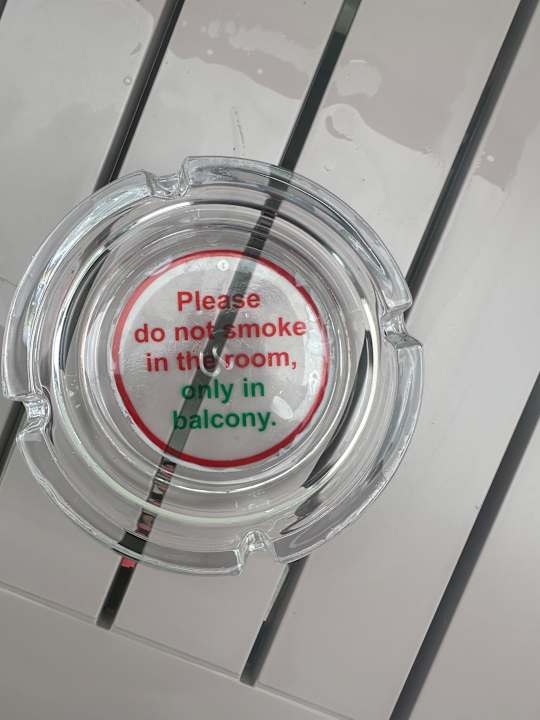 Please
do not smoke
in the room,
only in
balcony.